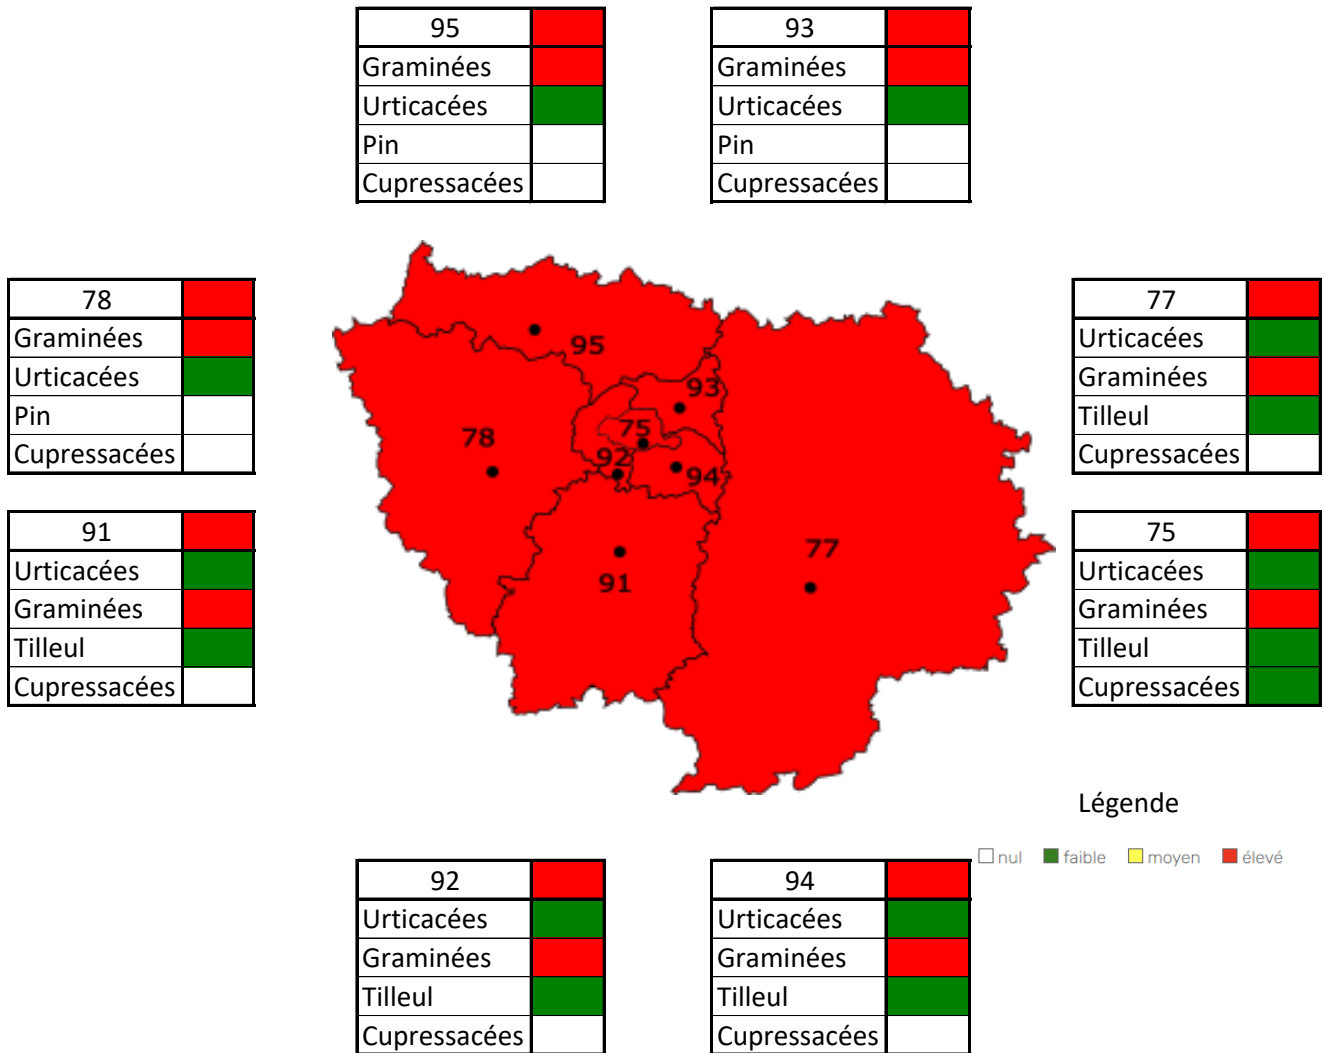 95
Graminées
Urticacées
Pin
Cupressacées
93
Graminées
Urticacées
Pin
Cupressacées
78
Graminées
Urticacées
Pin
Cupressacées
91
Urticacées
Graminées
Tilleul
Cupressacées
95
93
75
78
92
94
77
91
77
Urticacées
Graminées
Tilleul
Cupressacées
75
Urticacées
Graminées
Tilleul
Cupressacées
Légende
nul faible moyen élevé
92
Urticacées
Graminées
Tilleul
Cupressacées
94
Urticacées
Graminées
Tilleul
Cupressacées